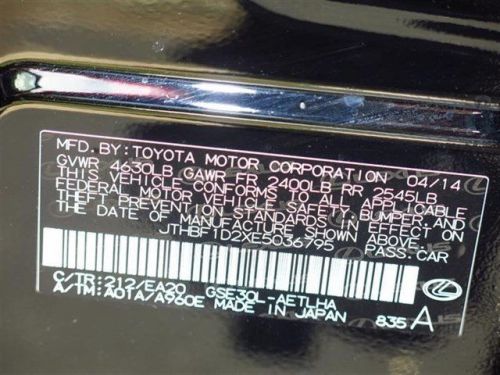 MFD. BY: TOYOTA MOTOR CORPORATION 04/14
GVWR 4630LB GAWR FR 2400LB RR 2545LB
THIS VEHICLE CONFORMS TO ALL APPLICABLE
FEDERAL MOTOR VEHICLE SAFETY, BUMPER, AND
THEFT PREVENTION STANDARDS IN EFFECT ON
THE DATE OF MANUFACTURE SHOWN ABOVE.
JTHBF1D2XE5036795 PASS. CAR
C/TR: 212/EA20 GSE30L-AETLHA
A/TM: A01A/A960E MADE IN JAPAN 835 A